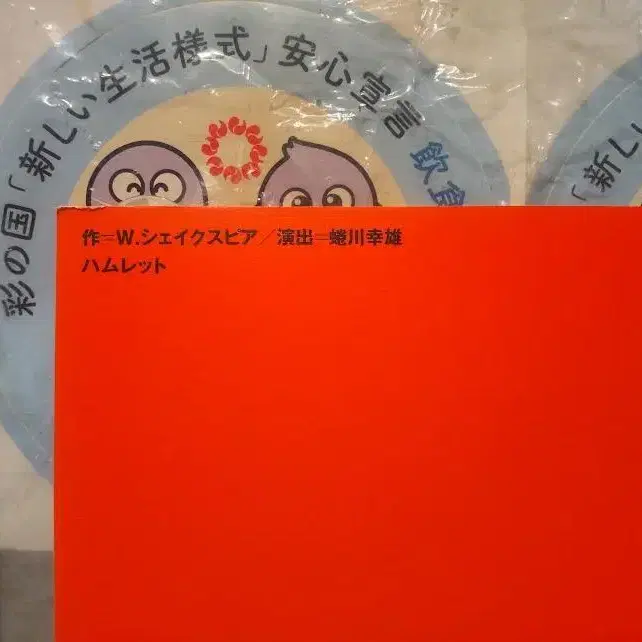 彩の国「新しい生活様式」安心宣言 飲食
「新しい
作=W.シェイクスピア／演出=蜷川幸雄
ハムレット